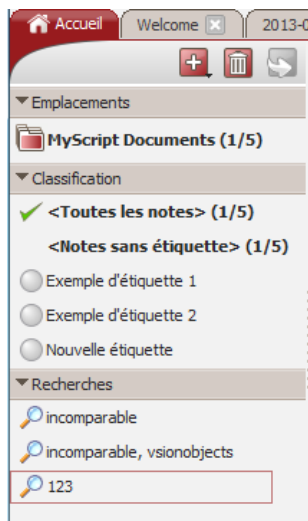 Accueil Welcome 2013-0
Emplacements
MyScript Documents (1/5)
Classification
<Toutes les notes> (1/5)
<Notes sans étiquette> (1/5)
Exemple d'étiquette 1
Exemple d'étiquette 2
Nouvelle étiquette
Recherches
incomparable
incomparable, vsionobjects
123